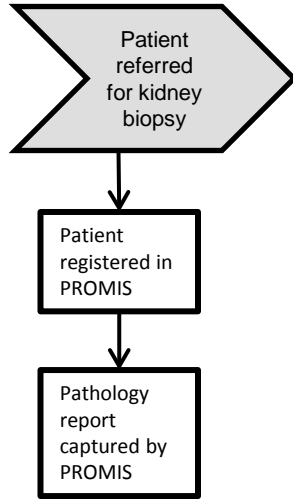 Patient
referred
for kidney
biopsy
Patient
registered in
PROMIS
Pathology
report
captured by
PROMIS